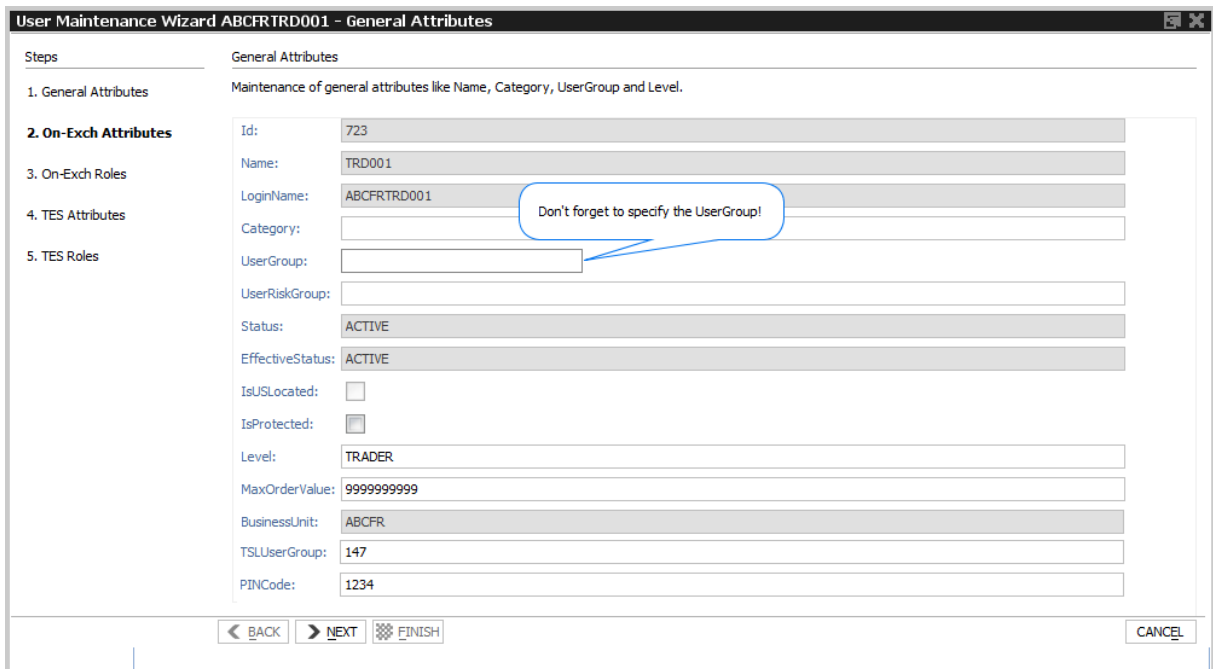 User Maintenance Wizard ABCFRTRD001 - General Attributes
Steps
1. General Attributes
2. On-Exch Attributes
3. On-Exch Roles
4. TES Attributes
5. TES Roles
General Attributes
Maintenance of general attributes like Name, Category, UserGroup and Level.
Id: 723
Name: TRD001
LoginName: ABCFRTRD001
Don't forget to specify the UserGroup!
Category:
UserGroup:
UserRiskGroup:
Status: ACTIVE
EffectiveStatus: ACTIVE
IsUSLocated:
IsProtected:
Level: TRADER
MaxOrderValue: 9999999999
BusinessUnit: ABCFR
TSLUserGroup: 147
PINCode: 1234
BACK NEXT FINISH CANCEL